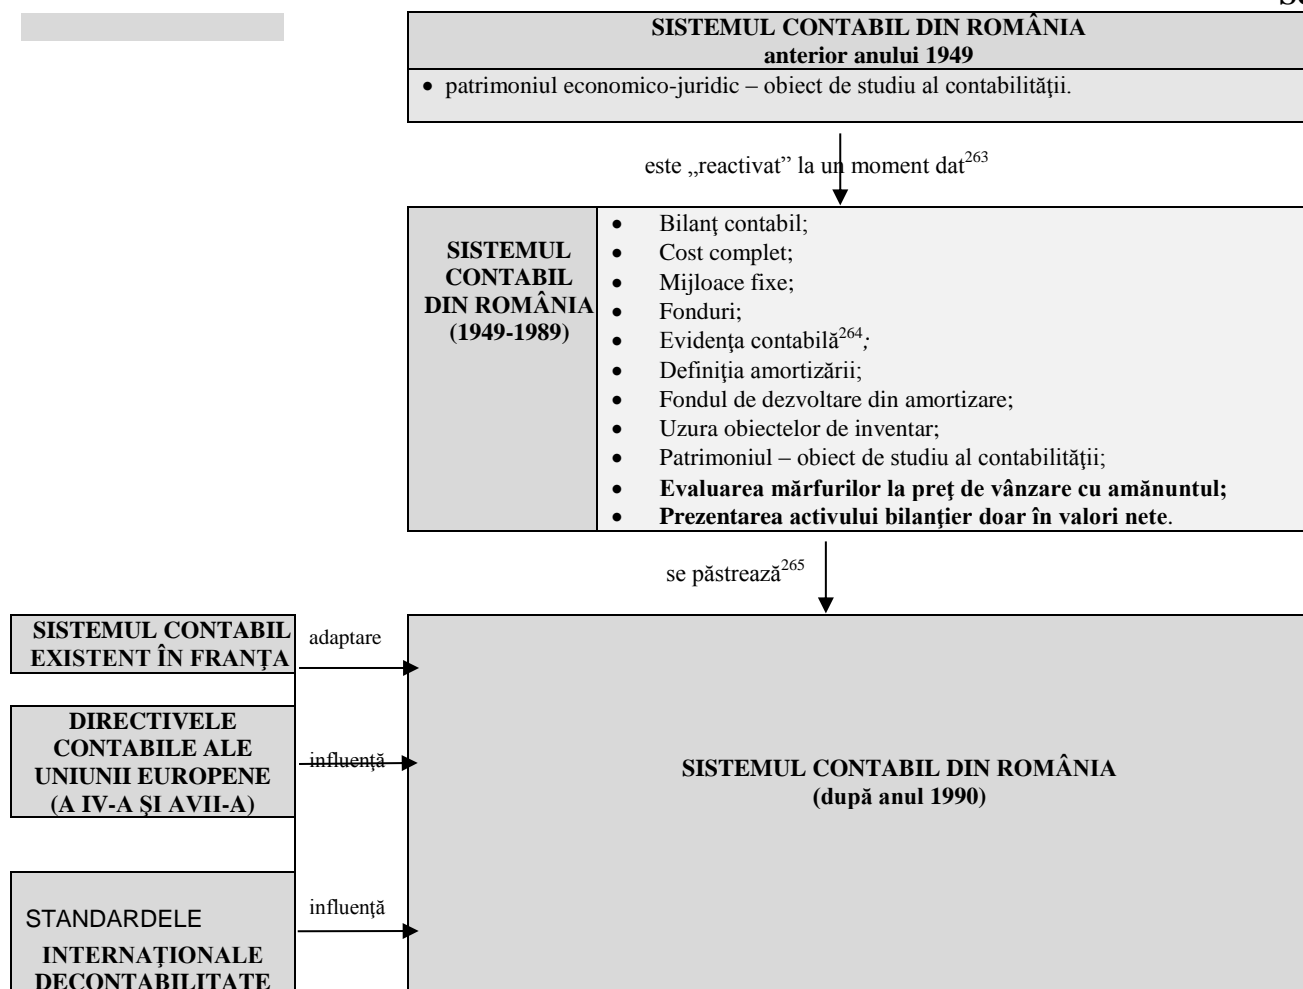 SISTEMUL CONTABIL DIN ROMÂNIA
anterior anului 1949
• patrimoniul economico-juridic – obiect de studiu al contabilităţii.
este „reactivat” la un moment dat263
SISTEMUL
CONTABIL
DIN ROMÂNIA
(1949-1989)
• Bilanţ contabil;
• Cost complet;
• Mijloace fixe;
• Fonduri;
• Evidenţa contabilă264;
• Definiţia amortizării;
• Fondul de dezvoltare din amortizare;
• Uzura obiectelor de inventar;
• Patrimoniul – obiect de studiu al contabilităţii;
• Evaluarea mărfurilor la preţ de vânzare cu amănuntul;
• Prezentarea activului bilanţier doar în valori nete.
se păstrează265
SISTEMUL CONTABIL
EXISTENT ÎN FRANŢA
adaptare
DIRECTIVELE
CONTABILE ALE
UNIUNII EUROPENE
(A IV-A ŞI AVII-A)
influenţă
SISTEMUL CONTABIL DIN ROMÂNIA
(după anul 1990)
STANDARDELE
INTERNAŢIONALE
DECONTABILITATE
influenţă